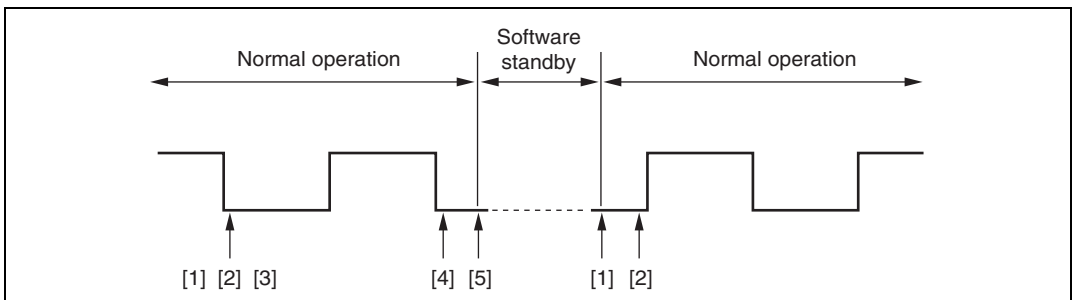 Software
standby
Normal operation
Normal operation
[1] [2] [3]
[4] [5]
[1] [2]